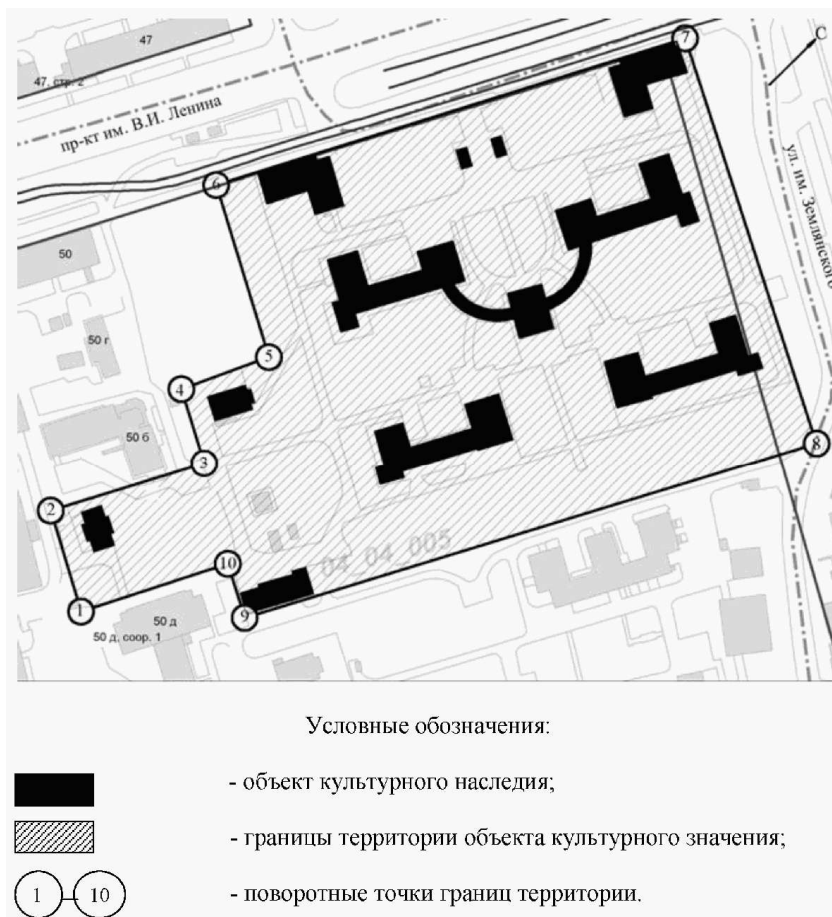 47
7
С
47, стр. 2
пр-кт им. В.И. Ленина
ул. им. Землянского
6
50
50 г
5
4
50 б
3
8
2
04_04_005
10
1
9
50 д
50 д, соор. 1
Условные обозначения:
- объект культурного наследия;
- границы территории объекта культурного значения;
1 10 - поворотные точки границ территории.